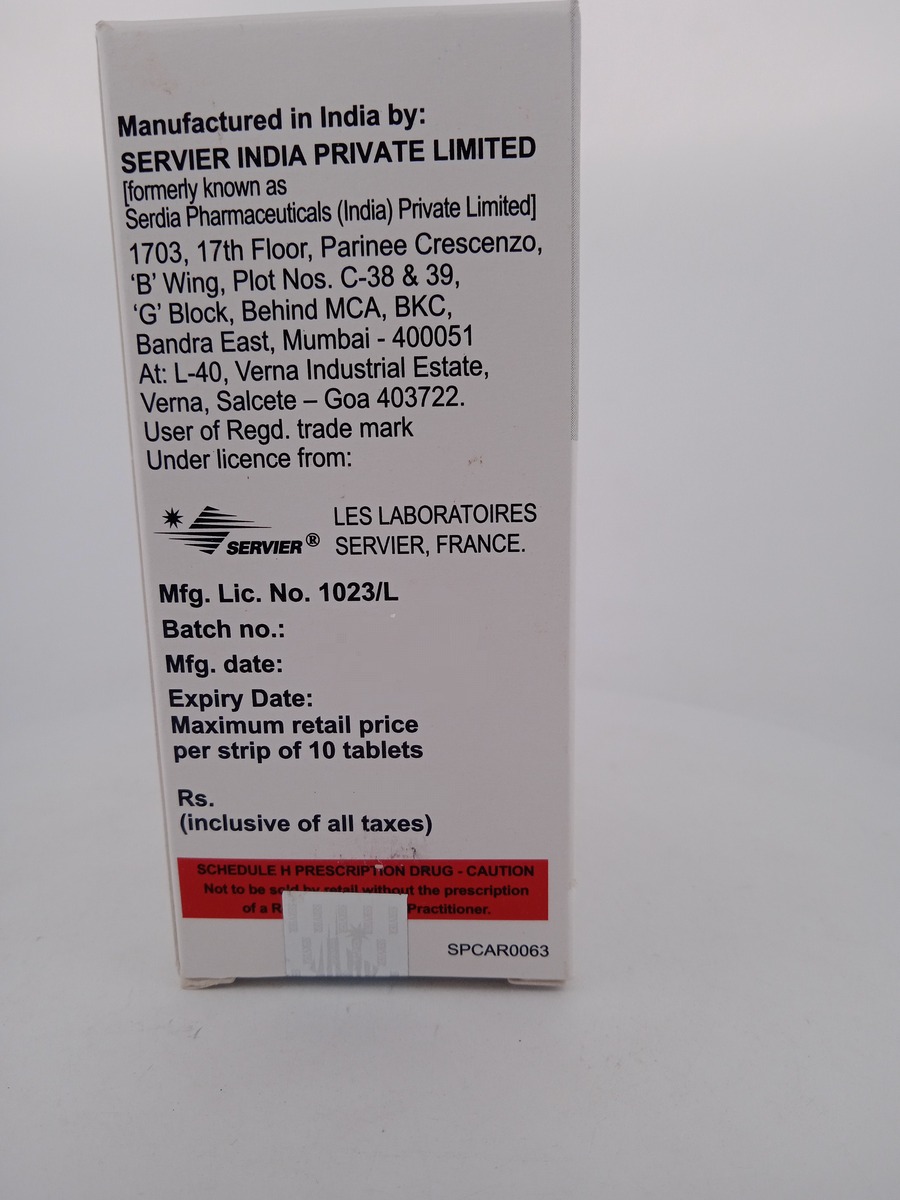 Manufactured in India by:
SERVIER INDIA PRIVATE LIMITED
[formerly known as
Serdia Pharmaceuticals (India) Private Limited]
1703, 17th Floor, Parinee Crescenzo,
‘B’ Wing, Plot Nos. C-38 & 39,
‘G’ Block, Behind MCA, BKC,
Bandra East, Mumbai - 400051
At: L-40, Verna Industrial Estate,
Verna, Salcete – Goa 403722.
User of Regd. trade mark
Under licence from:
SERVIER®
LES LABORATOIRES
SERVIER, FRANCE.
Mfg. Lic. No. 1023/L
Batch no.:
Mfg. date:
Expiry Date:
Maximum retail price
per strip of 10 tablets
Rs.
(inclusive of all taxes)
SCHEDULE H PRESCRIPTION DRUG - CAUTION
Not to be sold by retail without the prescription
of a Practitioner.
SPCAR0063